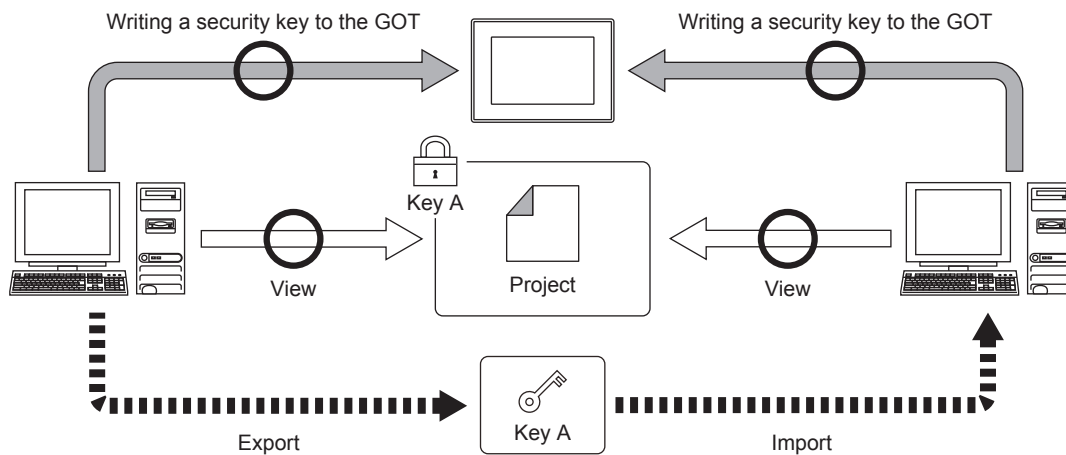 Writing a security key to the GOT
Writing a security key to the GOT
Key A
View
Project
View
Key A
Export
Import